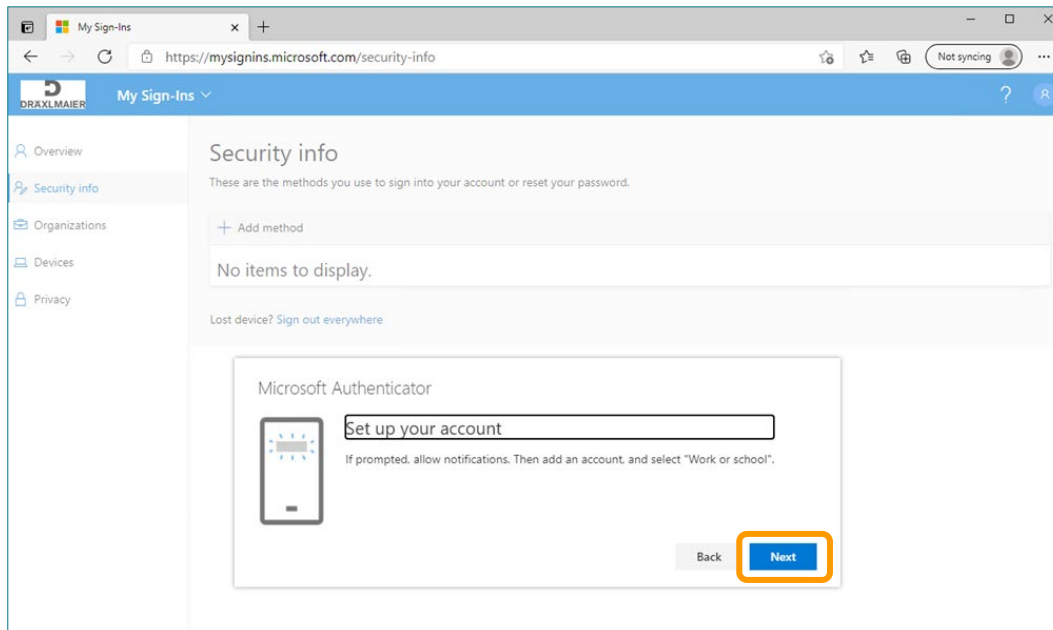 My Sign-Ins
https://mysignins.microsoft.com/security-info
Not syncing
DRÄXLMAIER
My Sign-Ins
?
Overview
Security info
Organizations
Devices
Privacy
Security info
These are the methods you use to sign into your account or reset your password.
+ Add method
No items to display.
Lost device? Sign out everywhere
Microsoft Authenticator
Set up your account
If prompted, allow notifications. Then add an account, and select "Work or school".
Back
Next